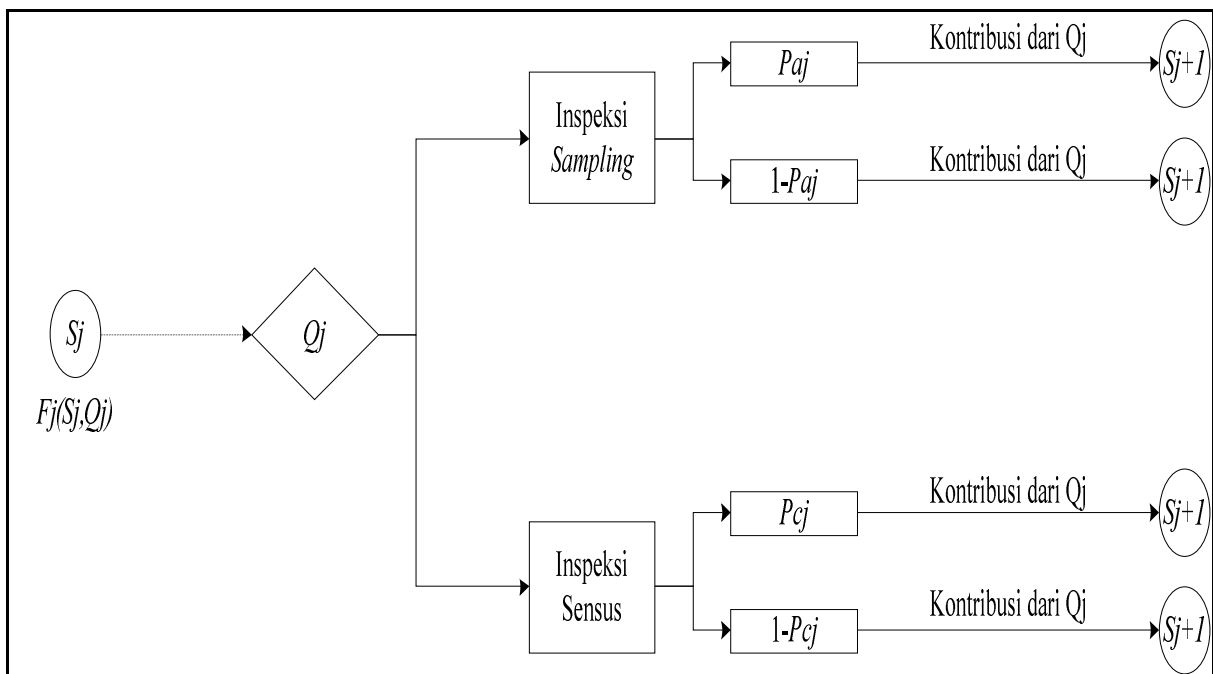 Kontribusi dari Qj
Paj
Sj+1
Inspeksi
Sampling
Kontribusi dari Qj
1-Paj
Sj+1
Sj
Qj
Fj(Sj,Qj)
Kontribusi dari Qj
Pcj
Sj+1
Inspeksi
Sensus
Kontribusi dari Qj
1-Pcj
Sj+1